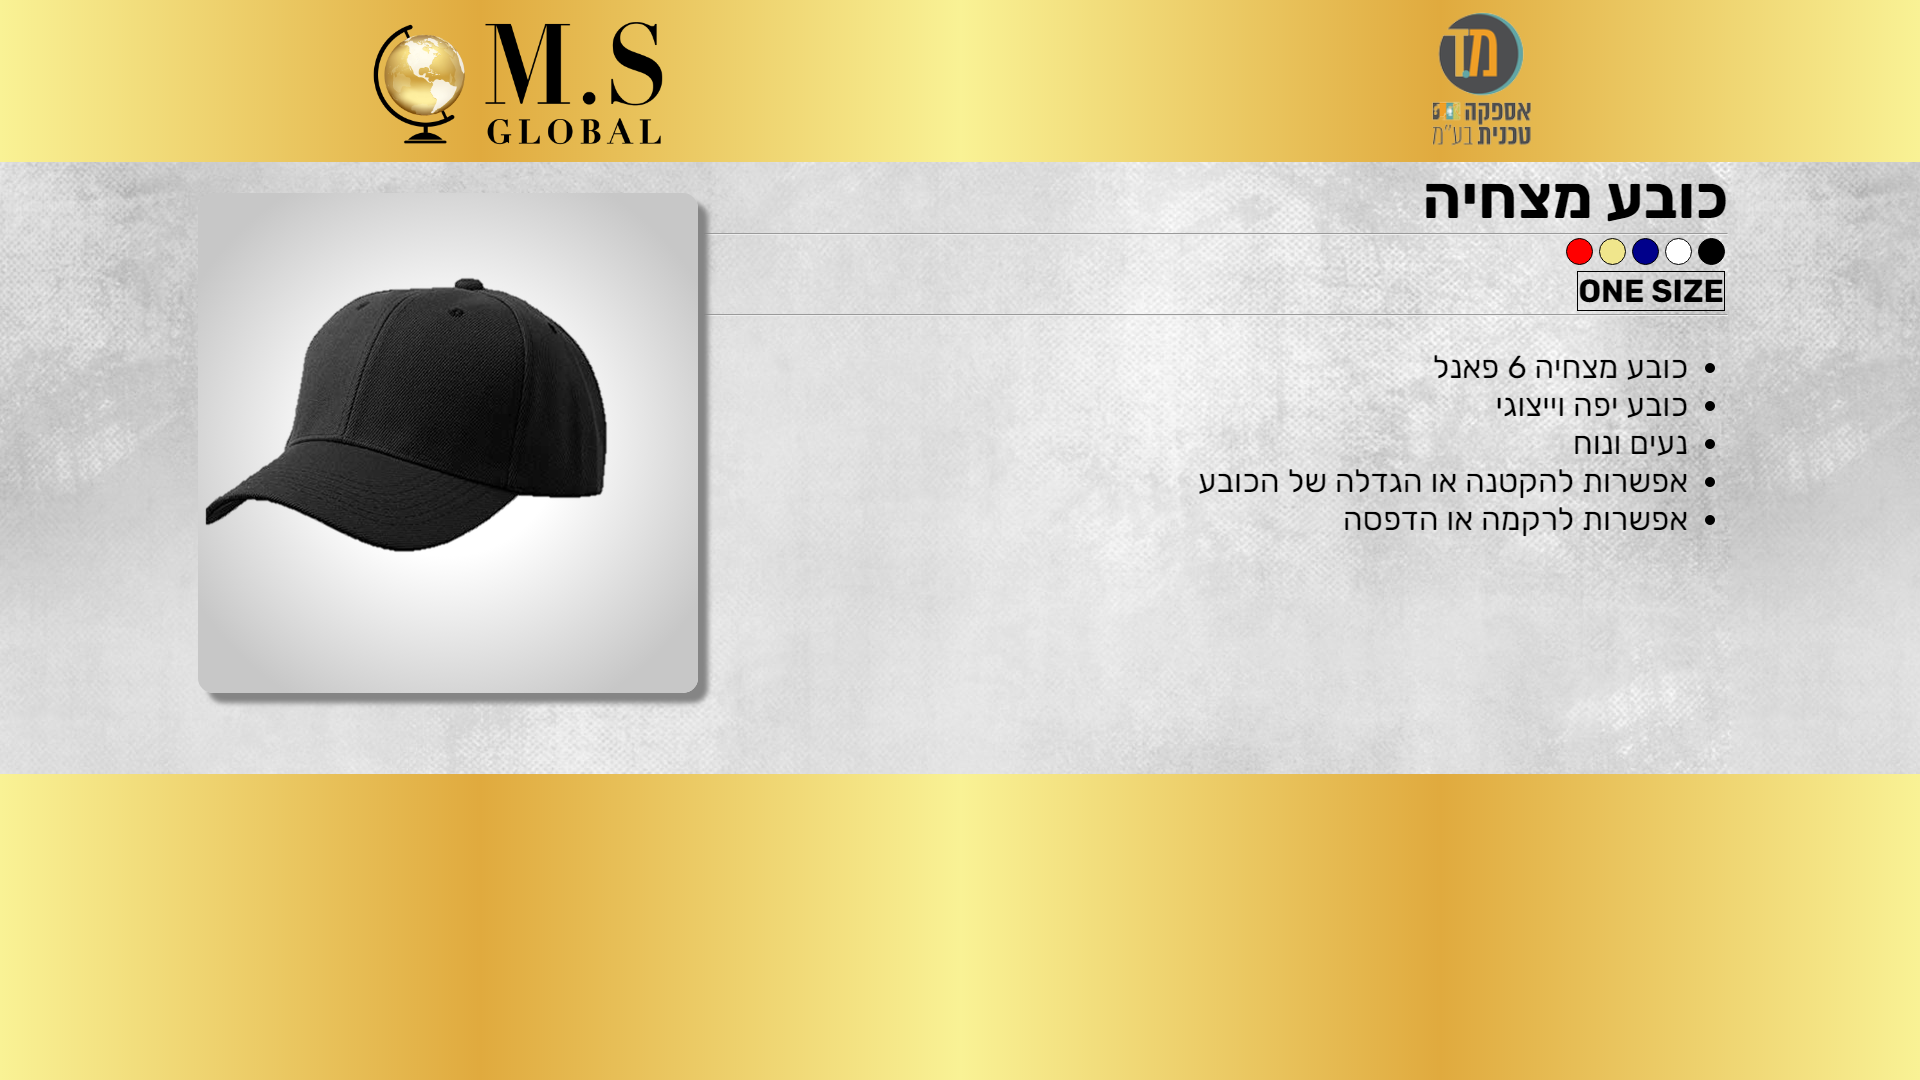 M.S
GLOBAL
מ.ד
אספקה
טכנית בע"מ
כובע מצחיה
ONE SIZE
כובע מצחיה 6 פאנל
כובע יפה וייצוגי
נעים ונוח
אפשרות להקטנה או הגדלה של הכובע
אפשרות לרקמה או הדפסה